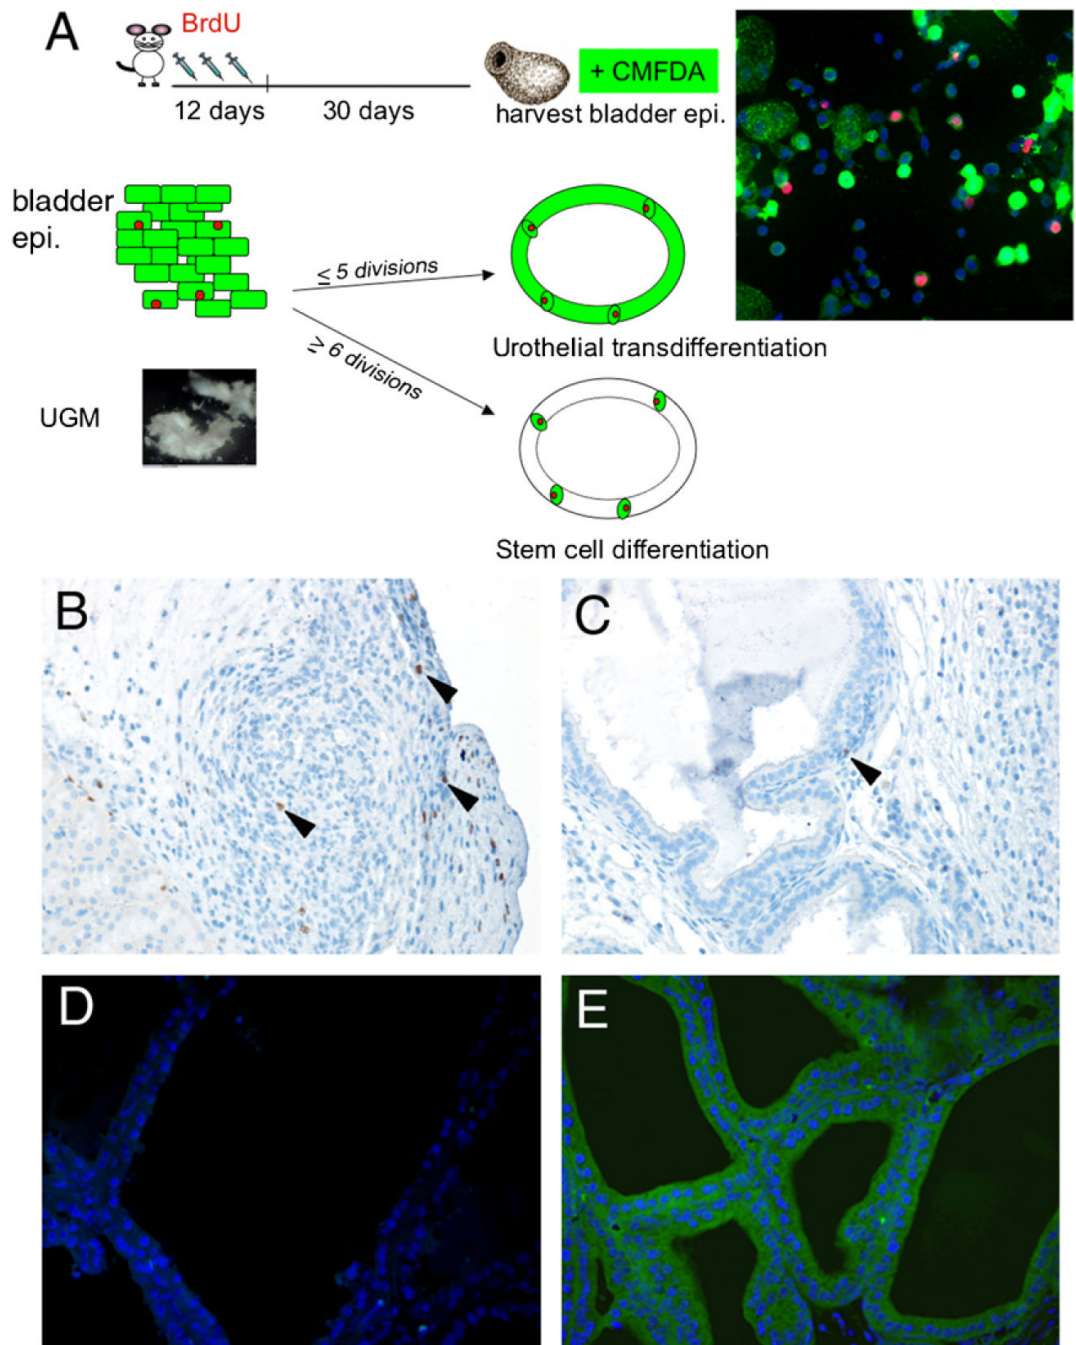 A
BrdU
12 days
30 days
+ CMFDA
harvest bladder epi.
bladder
epi.
≤ 5 divisions
≥ 6 divisions
Urothelial transdifferentiation
UGM
Stem cell differentiation
B
C
D
E